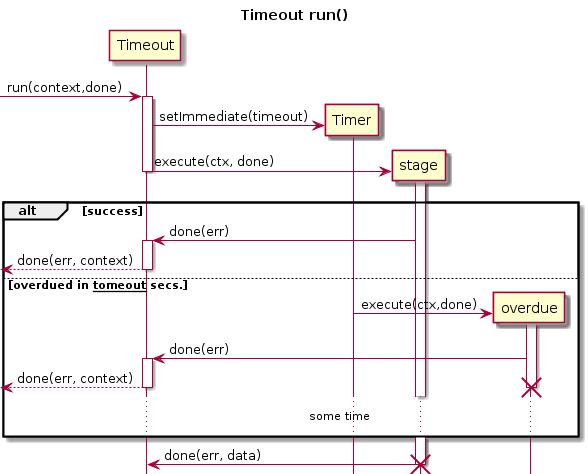 Timeout run()
Timeout
run(context,done)
setImmediate(timeout)
Timer
execute(ctx, done)
stage
alt [success]
done(err)
done(err, context)
[overdued in tomeout secs.]
execute(ctx,done)
overdue
done(err)
done(err, context)
some time
done(err, data)